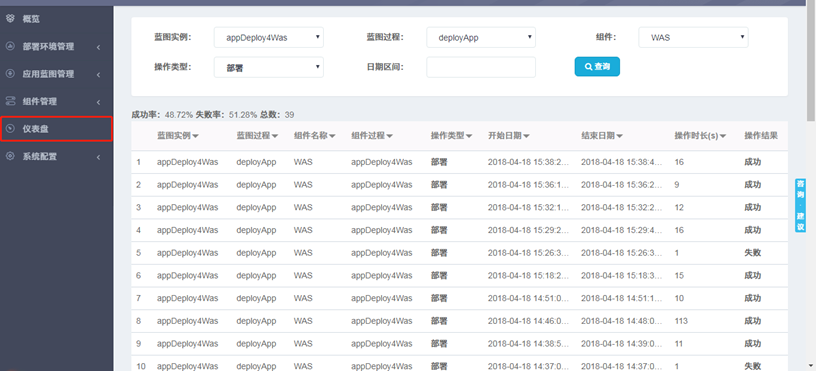 概览
部署环境管理
应用蓝图管理
组件管理
仪表盘
系统配置
蓝图实例： appDeploy4Was 蓝图过程： deployApp 组件： WAS
操作类型： 部署 日期区间： 查询
成功率：48.72% 失败率：51.28% 总数：39
蓝图实例 蓝图过程 组件名称 组件过程 操作类型 开始日期 结束日期 操作时长(s) 操作结果
1 appDeploy4Was deployApp WAS appDeploy4Was 部署 2018-04-18 15:38:2... 2018-04-18 15:38:4... 16 成功
2 appDeploy4Was deployApp WAS appDeploy4Was 部署 2018-04-18 15:36:1... 2018-04-18 15:36:2... 9 成功
3 appDeploy4Was deployApp WAS appDeploy4Was 部署 2018-04-18 15:32:1... 2018-04-18 15:32:2... 12 成功
4 appDeploy4Was deployApp WAS appDeploy4Was 部署 2018-04-18 15:29:2... 2018-04-18 15:29:4... 16 成功
5 appDeploy4Was deployApp WAS appDeploy4Was 部署 2018-04-18 15:26:3... 2018-04-18 15:26:3... 1 失败
6 appDeploy4Was deployApp WAS appDeploy4Was 部署 2018-04-18 15:18:2... 2018-04-18 15:18:3... 15 成功
7 appDeploy4Was deployApp WAS appDeploy4Was 部署 2018-04-18 14:51:0... 2018-04-18 14:51:1... 10 成功
8 appDeploy4Was deployApp WAS appDeploy4Was 部署 2018-04-18 14:46:0... 2018-04-18 14:48:0... 113 成功
9 appDeploy4Was deployApp WAS appDeploy4Was 部署 2018-04-18 14:38:5... 2018-04-18 14:39:0... 11 成功
10 appDeploy4Was deployApp WAS appDeploy4Was 部署 2018-04-18 14:37:0... 2018-04-18 14:37:0... 1 失败
咨询·建议